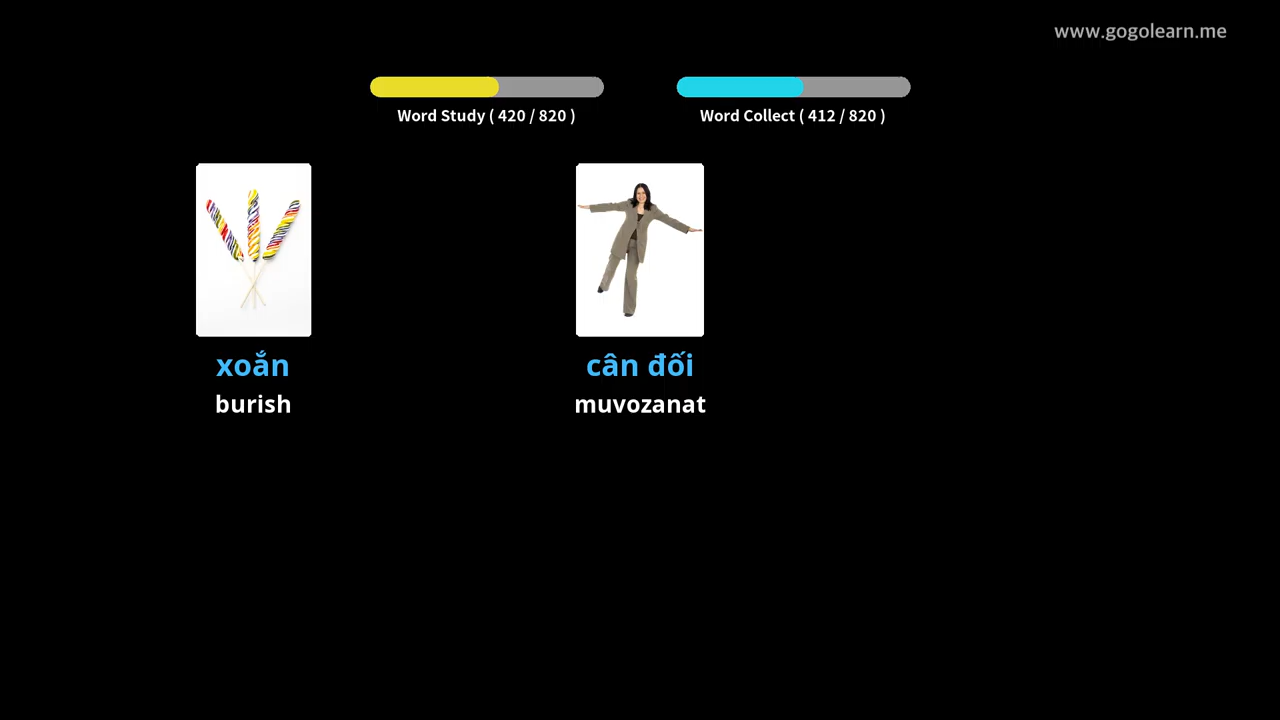 www.gogolearn.me
Word Study ( 420 / 820 )
Word Collect ( 412 / 820 )
xoắn
burish
cân đối
muvozanat